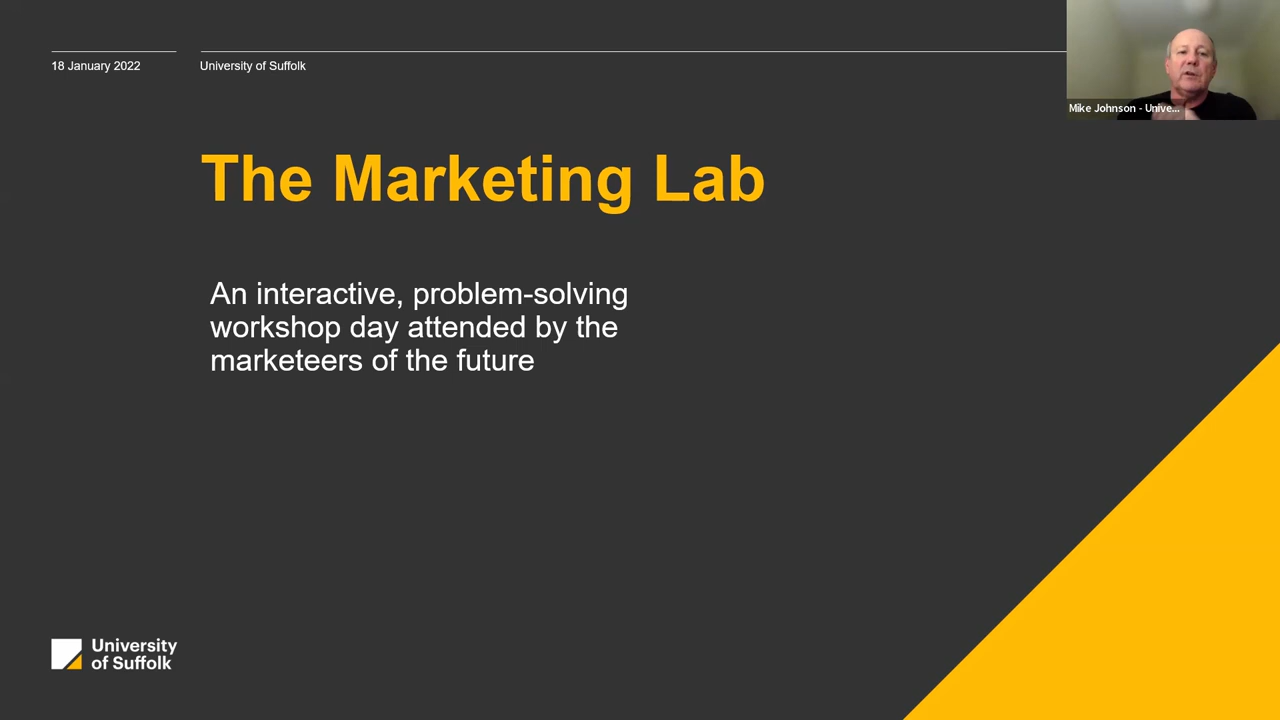 18 January 2022
University of Suffolk
Mike Johnson - Unive...
The Marketing Lab
An interactive, problem-solving
workshop day attended by the
marketeers of the future
University
of Suffolk